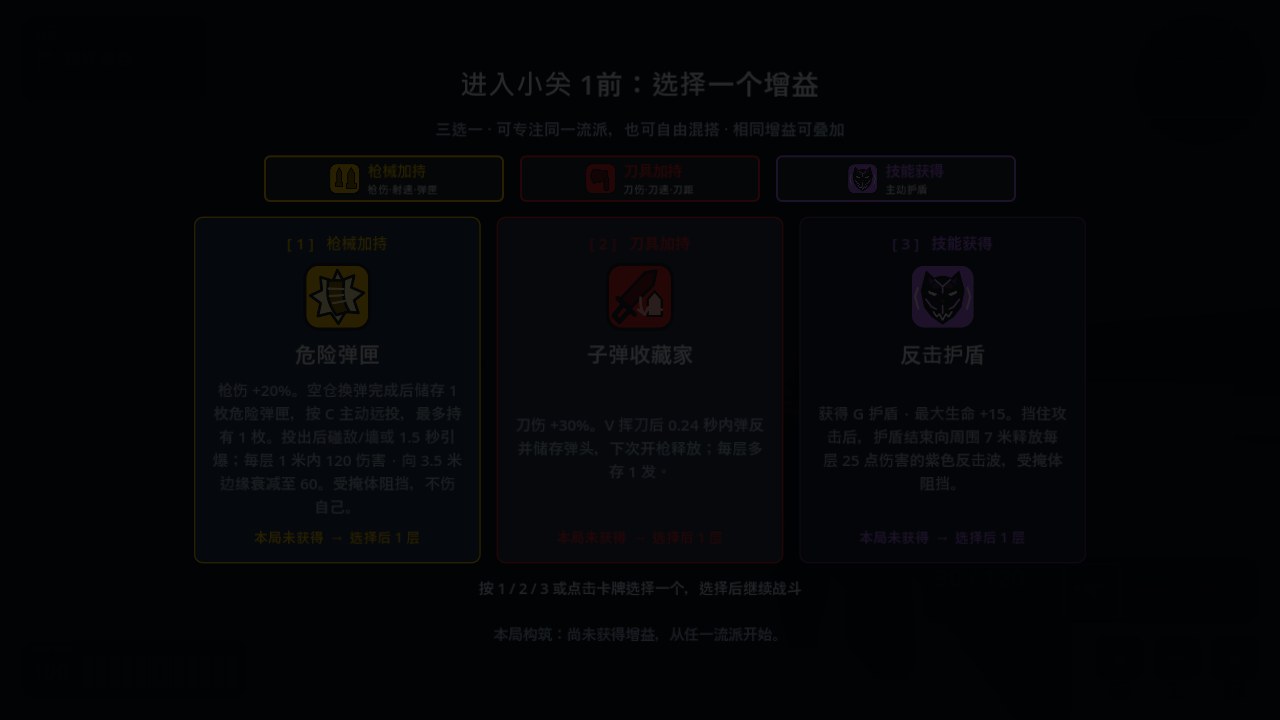 进入小关 1前：选择一个增益
三选一 · 可专注同一流派，也可自由混搭 · 相同增益可叠加
枪械加持
枪伤·射速·弹匣
刀具加持
刀伤·刀速·刀距
技能获得
主动护盾
[ 1 ] 枪械加持
危险弹匣
枪伤 +20%。空仓换弹完成后储存 1
枚危险弹匣，按 C 主动远投，最多持
有 1 枚。投出后碰敌/墙或 1.5 秒引
爆；每层 1 米内 120 伤害，向 3.5 米
边缘衰减至 60。受掩体阻挡，不伤
自己。
本局未获得 → 选择后 1 层
[ 2 ] 刀具加持
子弹收藏家
刀伤 +30%。V 挥刀后 0.24 秒内弹反
并储存弹头，下次开枪释放；每层多
存 1 发。
本局未获得 → 选择后 1 层
[ 3 ] 技能获得
反击护盾
获得 G 护盾，最大生命 +15。挡住攻
击后，护盾结束向周围 7 米释放每
层 25 点伤害的紫色反击波，受掩体
阻挡。
本局未获得 → 选择后 1 层
按 1 / 2 / 3 或点击卡牌选择一个，选择后继续战斗
本局构筑：尚未获得增益，从任一流派开始。